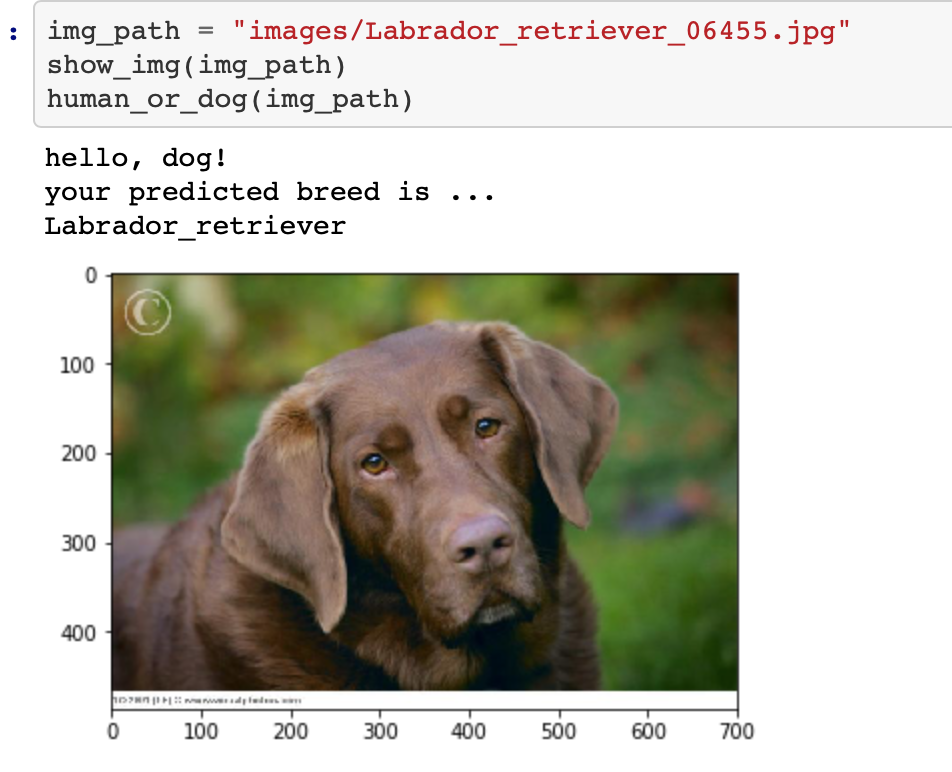 : img_path = "images/Labrador_retriever_06455.jpg"
show_img(img_path)
human_or_dog(img_path)
hello, dog!
your predicted breed is ...
Labrador_retriever
0
100
200
300
400
©
0 100 200 300 400 500 600 700